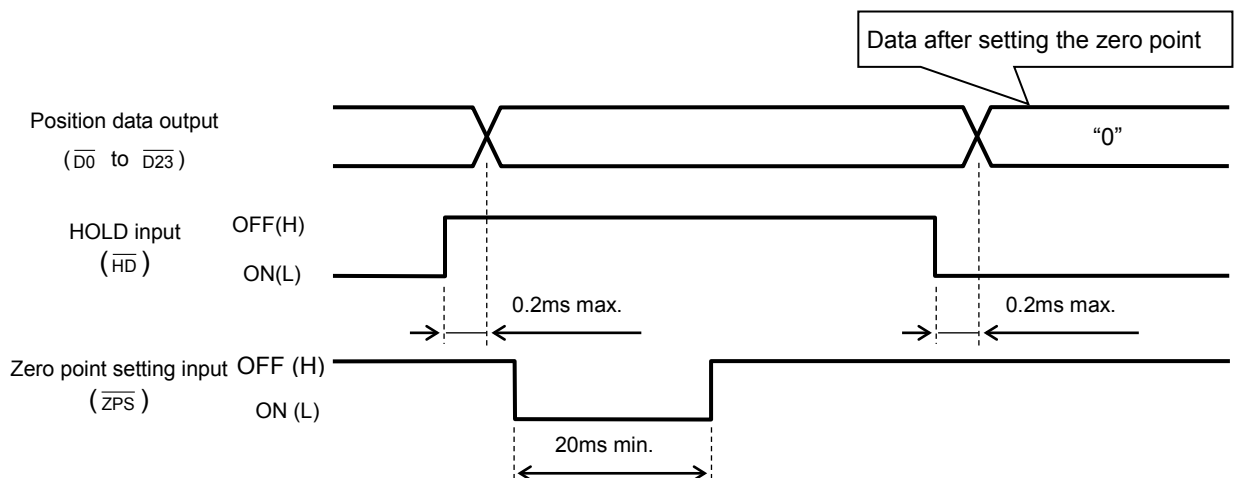 Data after setting the zero point
Position data output
( D0 to D23 )
"0"
HOLD input
( HD )
OFF(H)
ON(L)
0.2ms max.
0.2ms max.
Zero point setting input
( ZPS )
OFF (H)
ON (L)
20ms min.